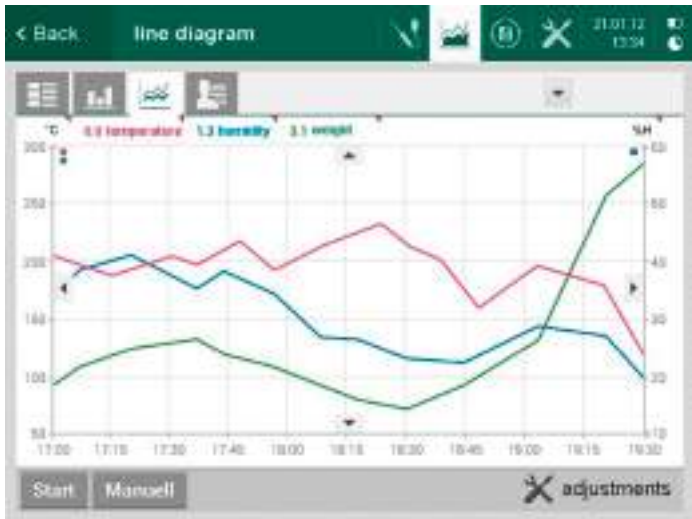 < Back line diagram 21.01.12
13:34
°C temperature 1.3 humidity 3.1 weight %H
300 60
250 50
200 40
150 30
100 20
50 10
17:00 17:15 17:30 17:45 18:00 18:15 18:30 18:45 19:00 19:15 19:30
Start Manuell adjustments